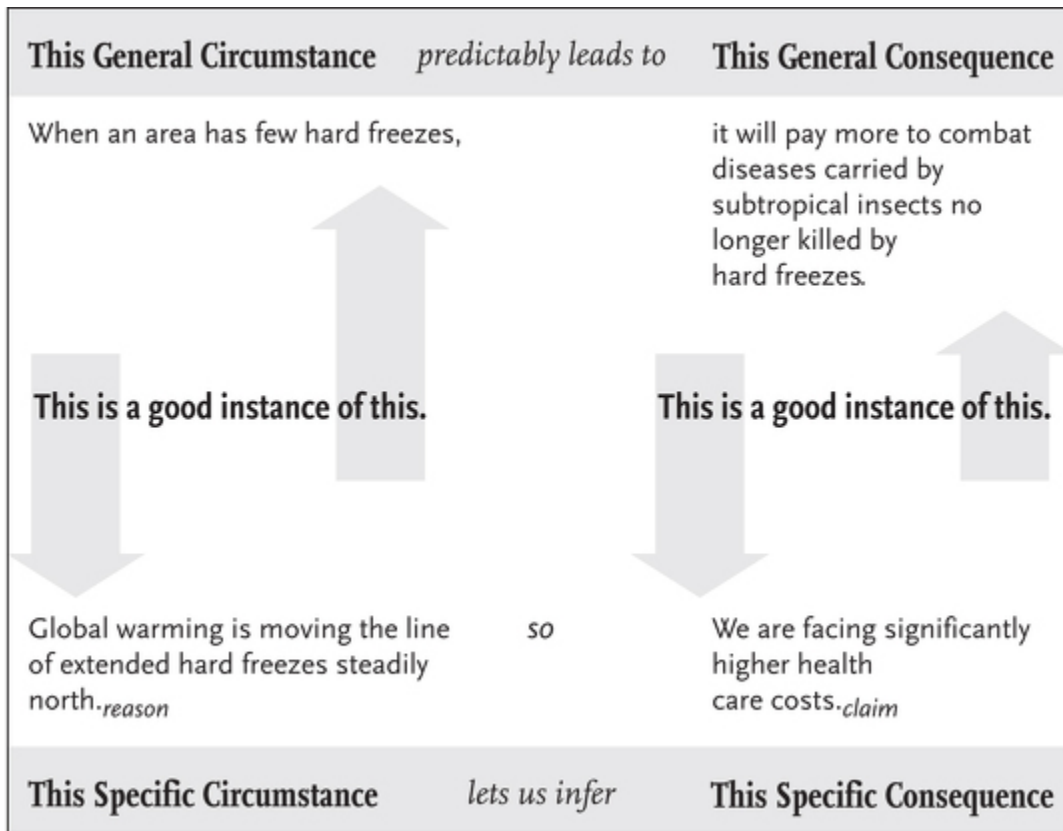 This General Circumstance predictably leads to This General Consequence
When an area has few hard freezes,
it will pay more to combat
diseases carried by
subtropical insects no
longer killed by
hard freezes.
This is a good instance of this.
This is a good instance of this.
Global warming is moving the line
of extended hard freezes steadily
north.reason
so
We are facing significantly
higher health
care costs.claim
This Specific Circumstance lets us infer This Specific Consequence